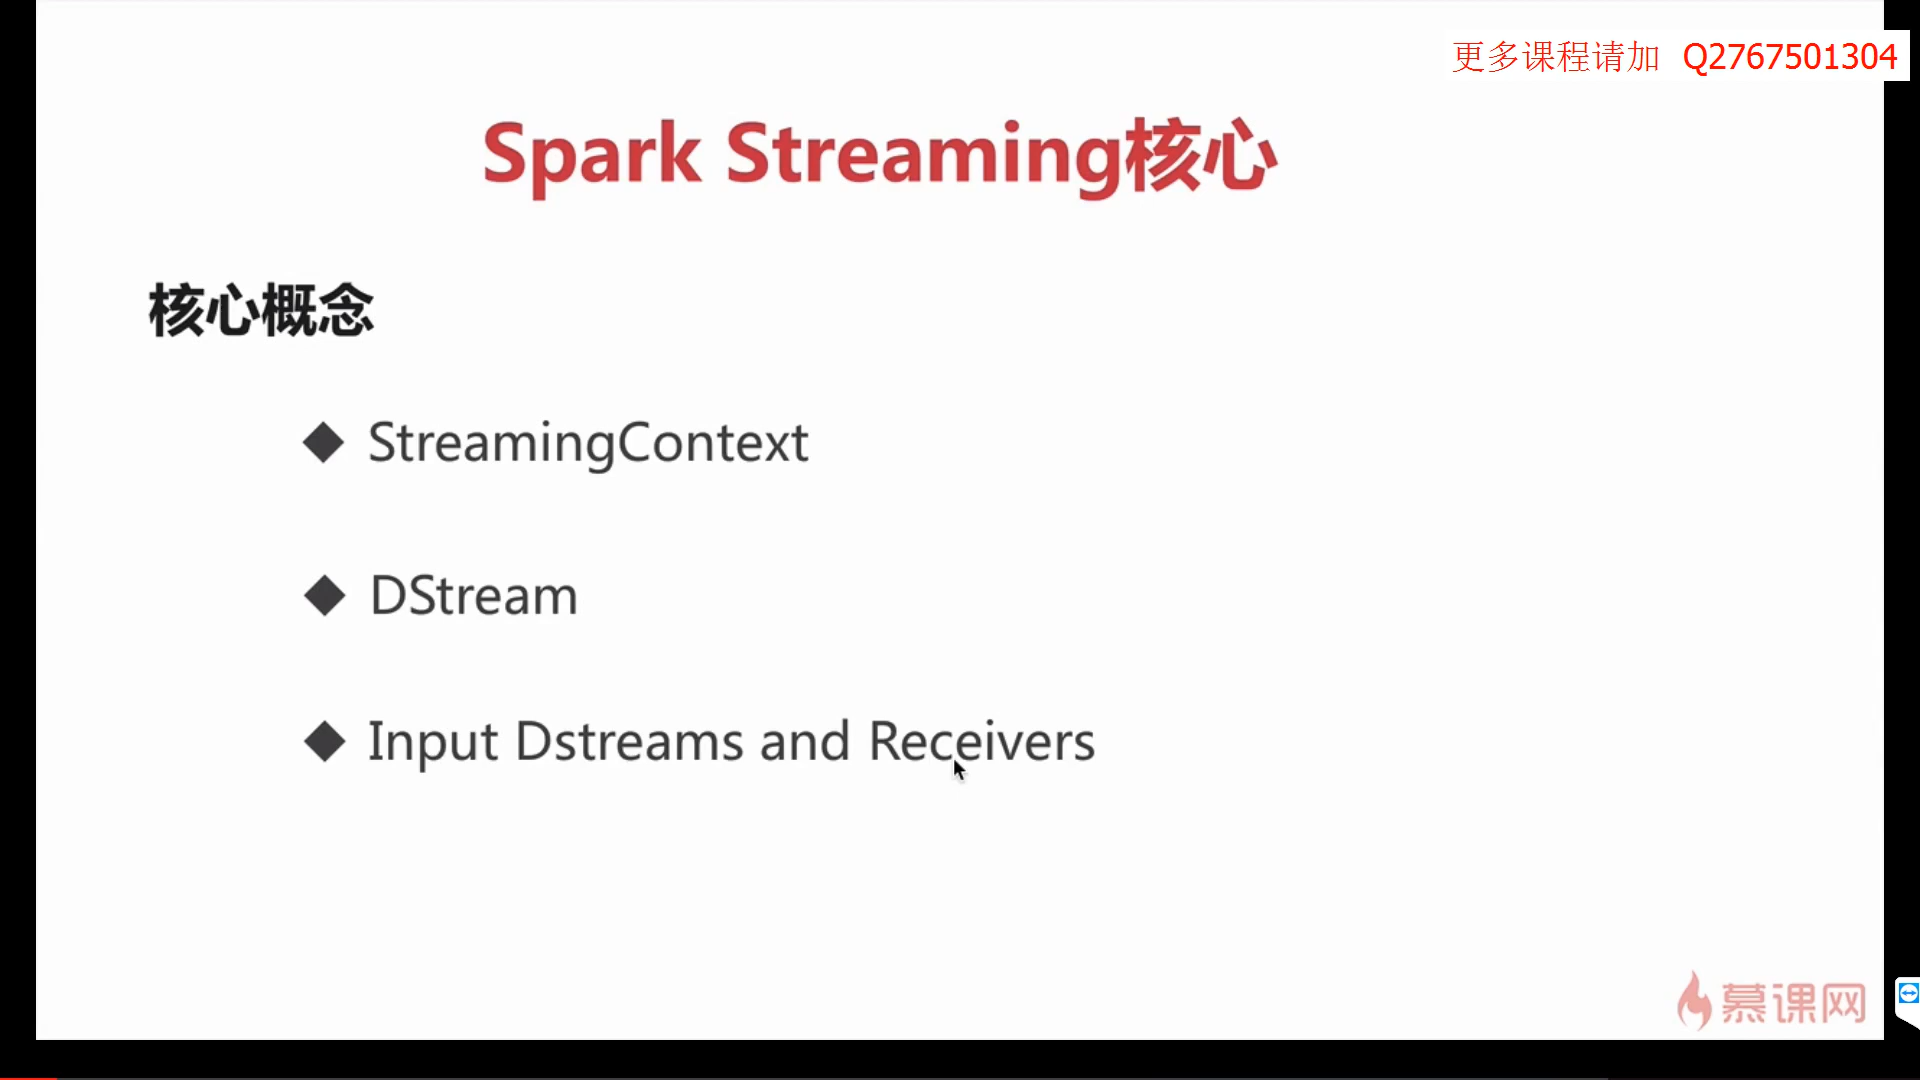 更多课程请加 Q2767501304
Spark Streaming核心
核心概念
◆ StreamingContext
◆ DStream
◆ Input Dstreams and Receivers
慕课网